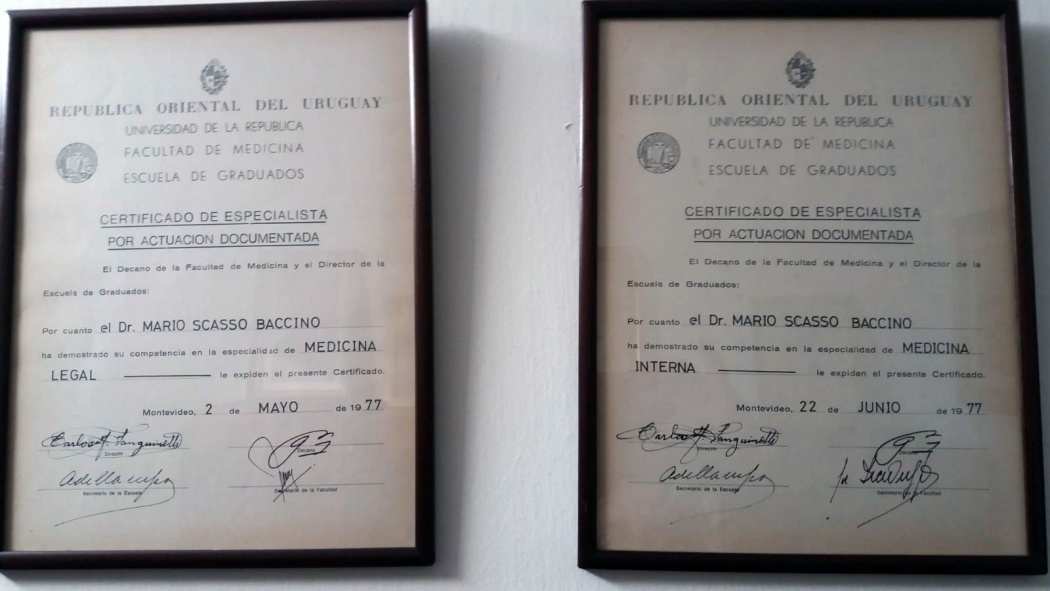 REPUBLICA ORIENTAL DEL URUGUAY
UNIVERSIDAD DE LA REPUBLICA
FACULTAD DE MEDICINA
ESCUELA DE GRADUADOS
CERTIFICADO DE ESPECIALISTA
POR ACTUACION DOCUMENTADA
El Decano de la Facultad de Medicina y el Director de la
Escuela de Graduados:
Por cuanto el Dr. MARIO SCASSO BACCINO
ha demostrado su competencia en la especialidad de MEDICINA
LEGAL le expiden el presente Certificado.
Montevideo, 2 de MAYO de 1977
Director
Decano
Secretario de la Escuela
Secretaria de la Facultad
REPUBLICA ORIENTAL DEL URUGUAY
UNIVERSIDAD DE LA REPUBLICA
FACULTAD DE MEDICINA
ESCUELA DE GRADUADOS
CERTIFICADO DE ESPECIALISTA
POR ACTUACION DOCUMENTADA
El Decano de la Facultad de Medicina y el Director de la
Escuela de Graduados:
Por cuanto el Dr. MARIO SCASSO BACCINO
ha demostrado su competencia en la especialidad de MEDICINA
INTERNA le expiden el presente Certificado.
Montevideo, 22 de JUNIO de 1977
Director
Decano
Secretario de la Escuela
de la Facultad